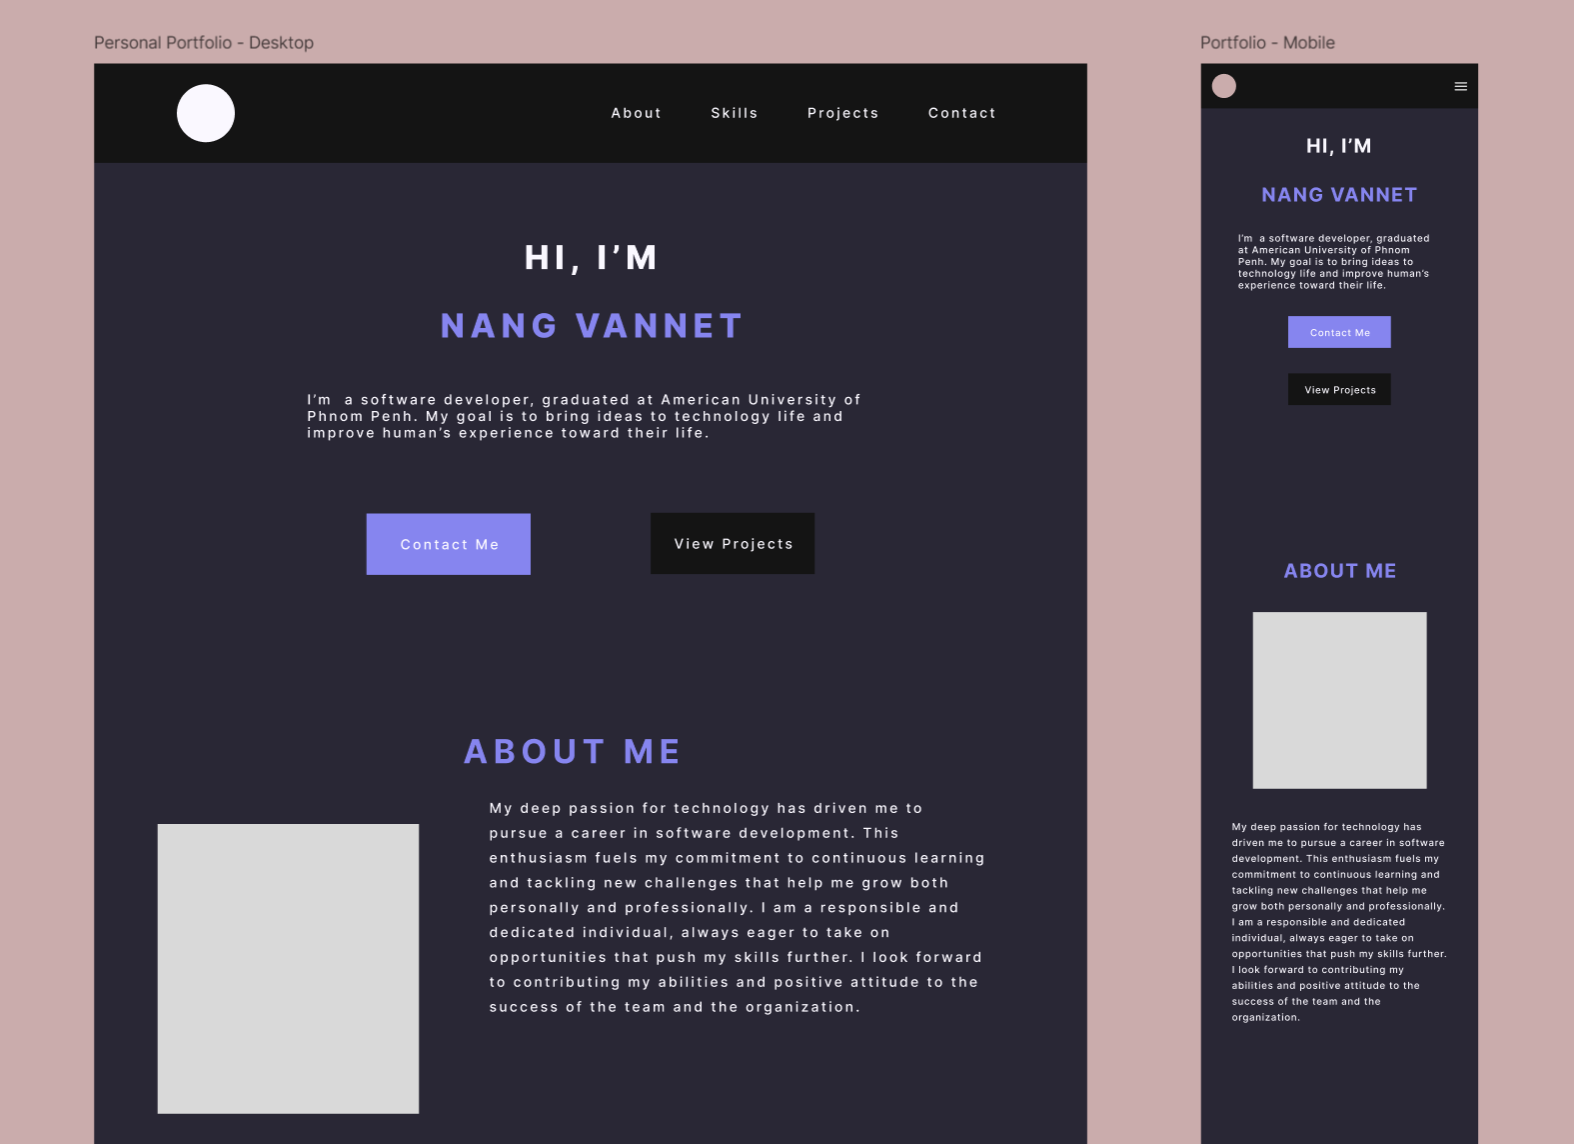 Personal Portfolio - Desktop
About Skills Projects Contact
HI, I’M
NANG VANNET
I’m  a software developer, graduated at American University of
Phnom Penh. My goal is to bring ideas to technology life and
improve human’s experience toward their life.
Contact Me
View Projects
ABOUT ME
My deep passion for technology has driven me to
pursue a career in software development. This
enthusiasm fuels my commitment to continuous learning
and tackling new challenges that help me grow both
personally and professionally. I am a responsible and
dedicated individual, always eager to take on
opportunities that push my skills further. I look forward
to contributing my abilities and positive attitude to the
success of the team and the organization.
Portfolio - Mobile
HI, I’M
NANG VANNET
I’m  a software developer, graduated
at American University of Phnom
Penh. My goal is to bring ideas to
technology life and improve human’s
experience toward their life.
Contact Me
View Projects
ABOUT ME
My deep passion for technology has
driven me to pursue a career in software
development. This enthusiasm fuels my
commitment to continuous learning and
tackling new challenges that help me
grow both personally and professionally.
I am a responsible and dedicated
individual, always eager to take on
opportunities that push my skills further.
I look forward to contributing my
abilities and positive attitude to the
success of the team and the
organization.